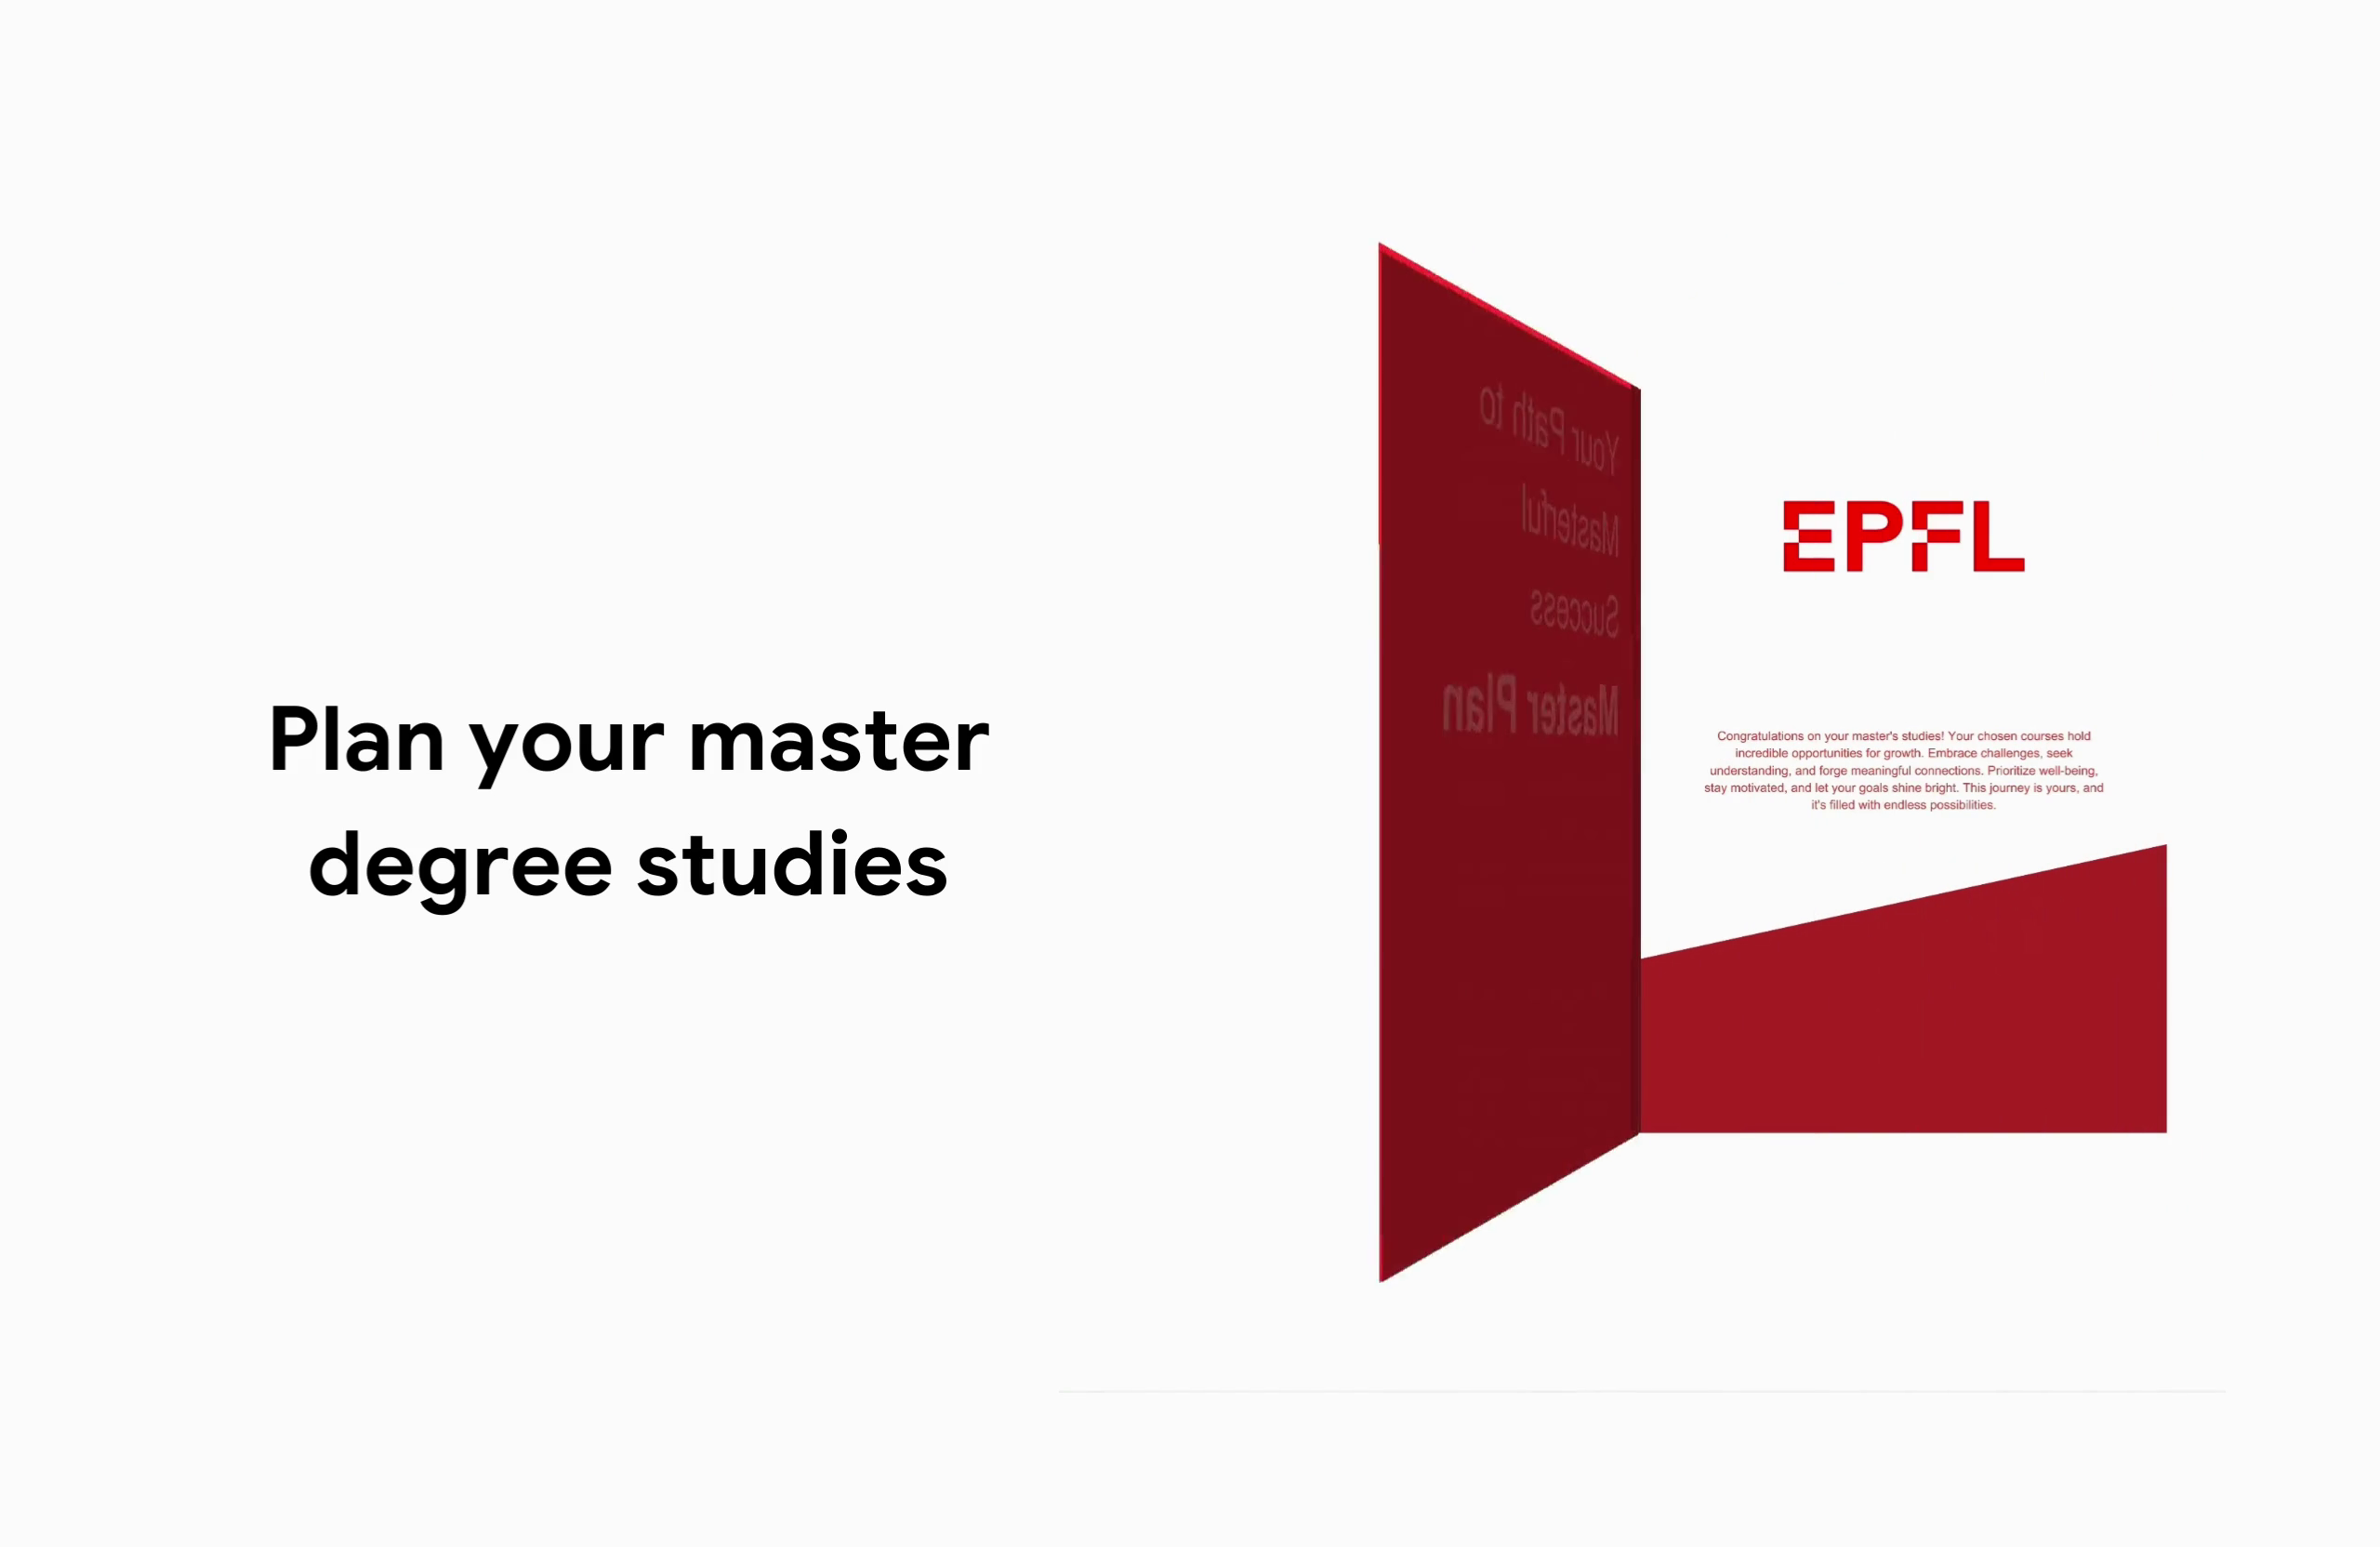 Plan your master
degree studies
Your Path to
Masterful
Success
Master Plan
EPFL
Congratulations on your master's studies! Your chosen courses hold
incredible opportunities for growth. Embrace challenges, seek
understanding, and forge meaningful connections. Prioritize well-being,
stay motivated, and let your goals shine bright. This journey is yours, and
it's filled with endless possibilities.